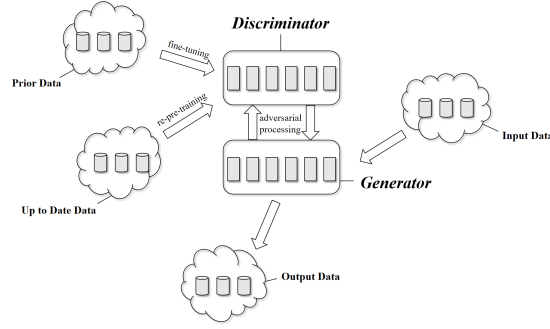 Discriminator
fine-tuning
Prior Data
re-pre-training
adversarial
processing
Input Data
Generator
Up to Date Data
Output Data